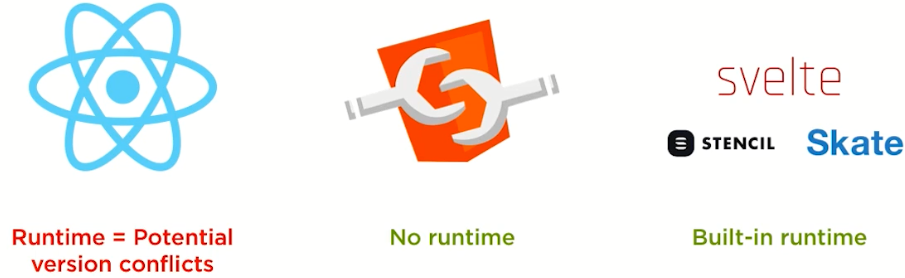 svelte
STENCIL
Skate
Runtime = Potential
version conflicts
No runtime
Built-in runtime